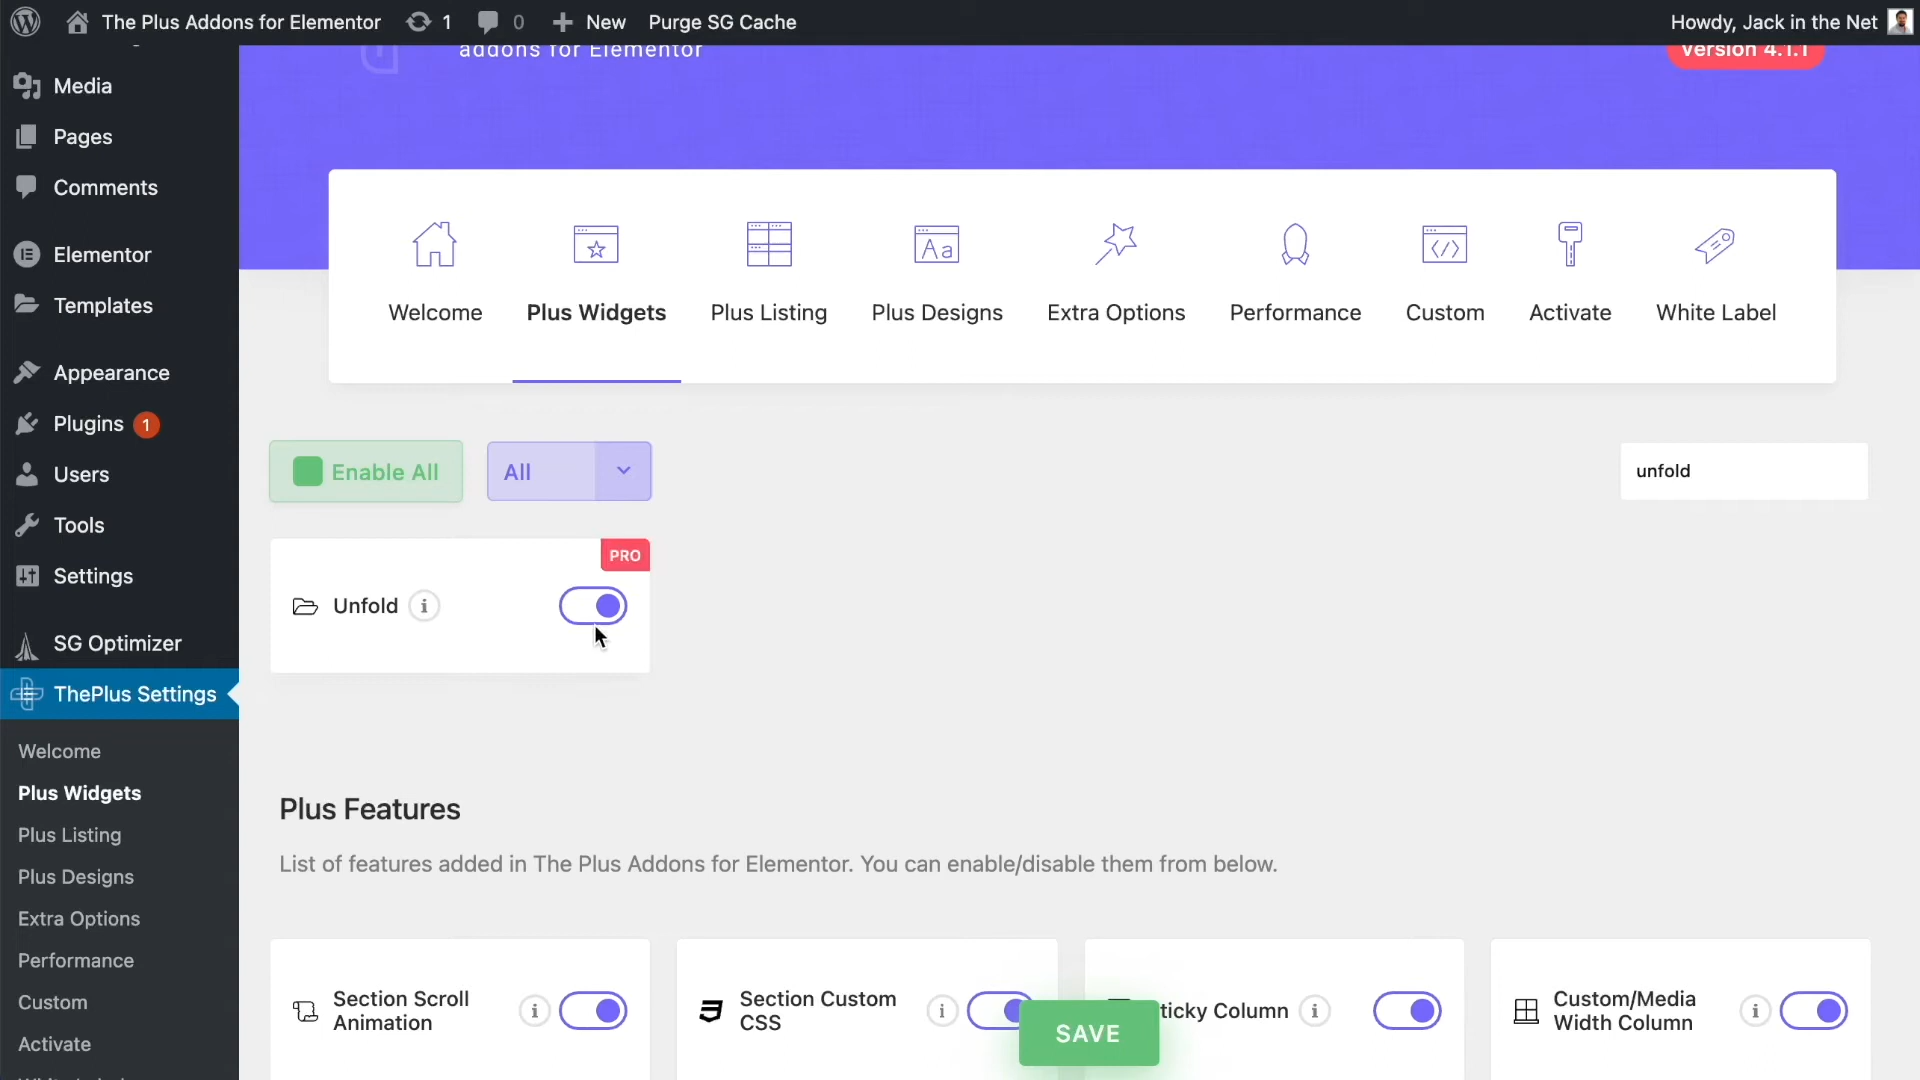 The Plus Addons for Elementor 1 0 New Purge SG Cache Howdy, Jack in the Net
addons for Elementor
Version 4.1.1
Media
Pages
Comments
Elementor
Templates
Appearance
Plugins 1
Users
Tools
Settings
SG Optimizer
ThePlus Settings
Welcome
Plus Widgets
Plus Listing
Plus Designs
Extra Options
Performance
Custom
Activate
Welcome Plus Widgets Plus Listing Plus Designs Extra Options Performance Custom Activate White Label
Enable All All unfold
PRO
Unfold i
Plus Features
List of features added in The Plus Addons for Elementor. You can enable/disable them from below.
Section Scroll
Animation
i
Section Custom
CSS
i
ticky Column i
Custom/Media
Width Column
i
SAVE